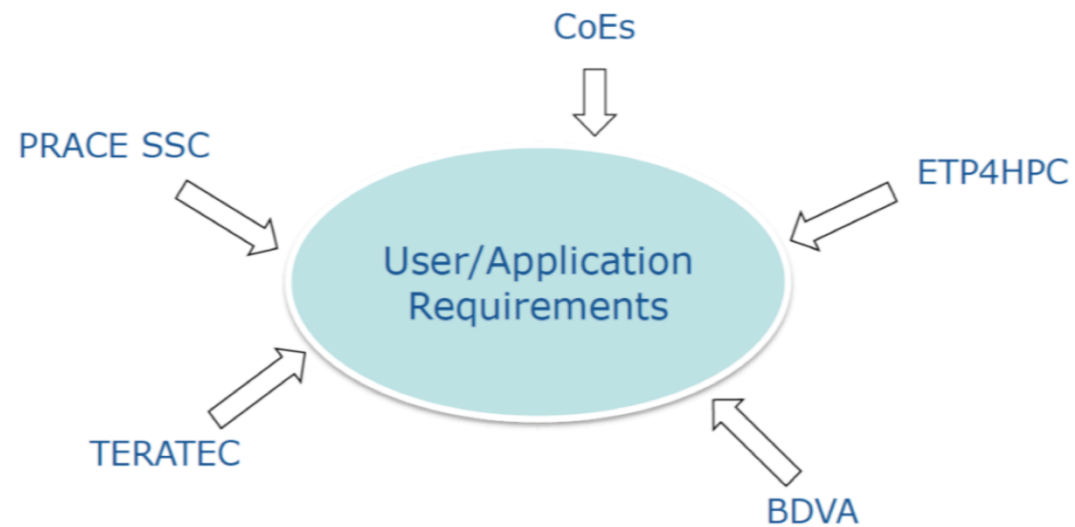 CoEs
PRACE SSC
ETP4HPC
User/Application
Requirements
TERATEC
BDVA